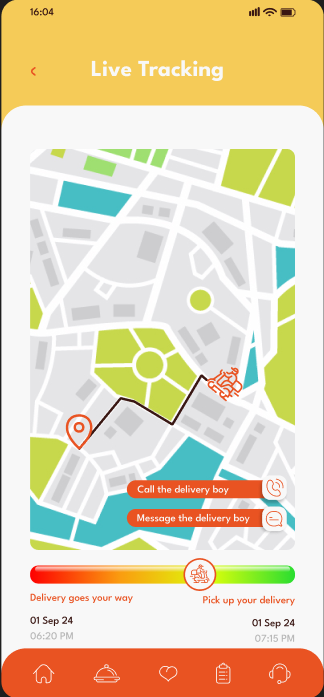 16:04
Live Tracking
Call the delivery boy
Message the delivery boy
Delivery goes your way
Pick up your delivery
01 Sep 24
01 Sep 24
06:20 PM
07:15 PM